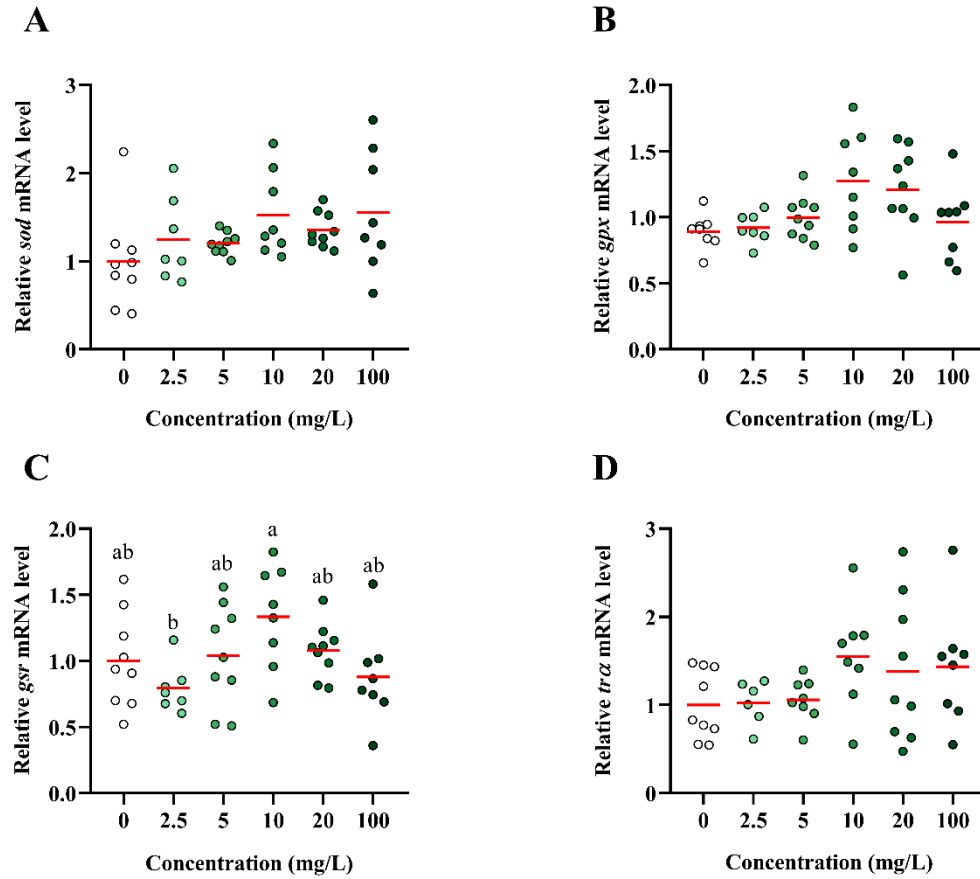 A
Relative sod mRNA level
3
2
1
0
0 2.5 5 10 20 100
Concentration (mg/L)
B
Relative gpx mRNA level
2.0
1.5
1.0
0.5
0.0
0 2.5 5 10 20 100
Concentration (mg/L)
C
Relative gsr mRNA level
2.0
1.5
1.0
0.5
0.0
ab b ab a ab ab
0 2.5 5 10 20 100
Concentration (mg/L)
D
Relative trα mRNA level
3
2
1
0
0 2.5 5 10 20 100
Concentration (mg/L)